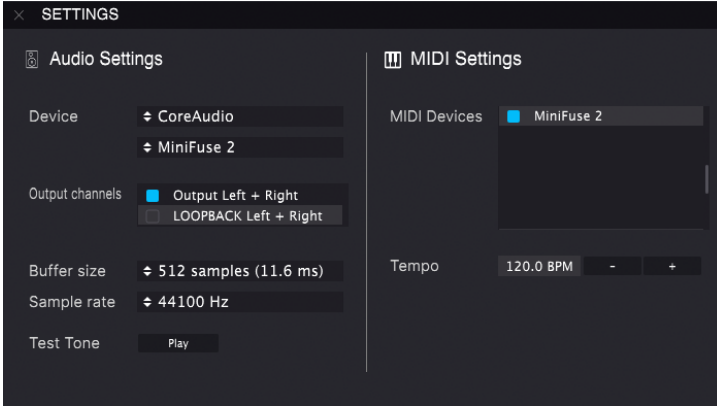 SETTINGS
Audio Settings
Device
CoreAudio
MiniFuse 2
Output channels
Output Left + Right
LOOPBACK Left + Right
Buffer size
512 samples (11.6 ms)
Sample rate
44100 Hz
Test Tone
Play
MIDI Settings
MIDI Devices
MiniFuse 2
Tempo
120.0 BPM
-
+